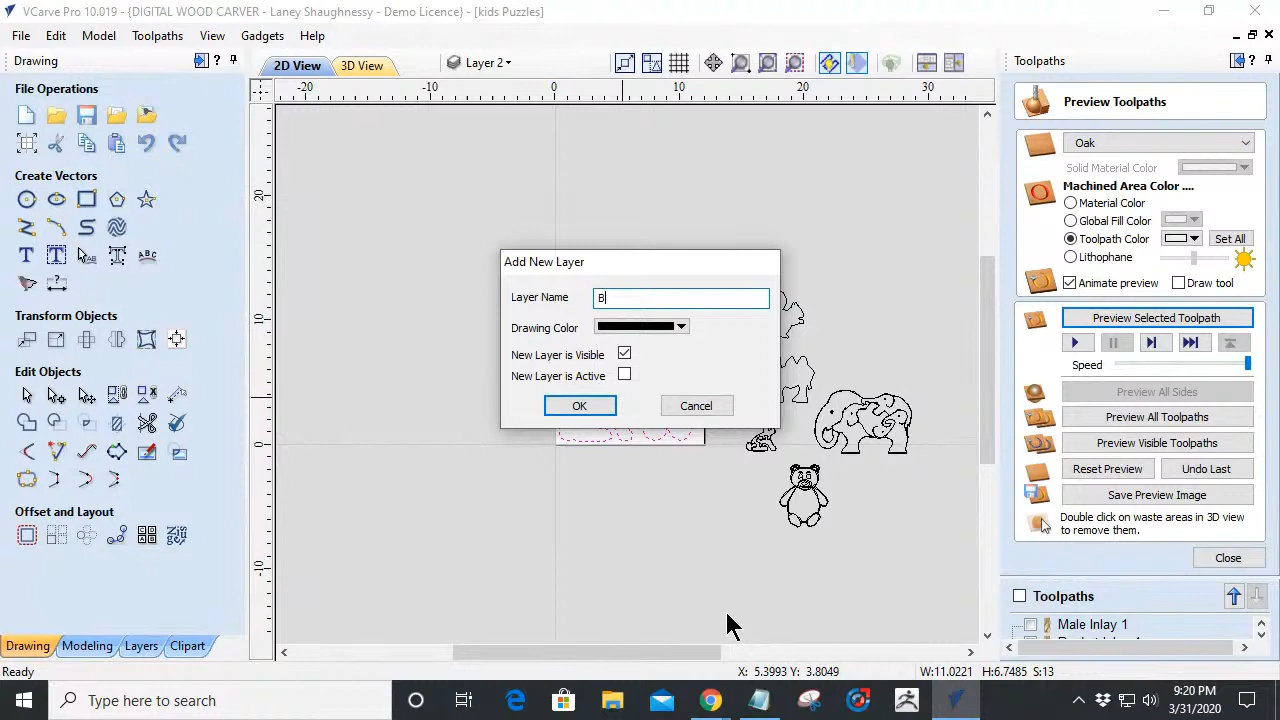 VCarve Pro 10.019 - {DIGITAL WOOD CARVER - Laney Shaughnessy - Demo Licence} - [kids Puzzles]
File Edit Model Toolpaths View Gadgets Help
Drawing
?
File Operations
Create Vectors
Transform Objects
Edit Objects
Offset and Layout
Drawing Modeling Layers Clipart
Ready
2D View 3D View Layer 2
-20 -10 0 10 20 30
20
10
0
-10
Add New Layer
Layer Name B
Drawing Color
New Layer is Visible
New Layer is Active
OK Cancel
Toolpaths
?
Preview Toolpaths
Oak
Solid Material Color
Machined Area Color ....
Material Color
Global Fill Color
Toolpath Color Set All
Lithophane
Animate preview Draw tool
Preview Selected Toolpath
Speed
Preview All Sides
Preview All Toolpaths
Preview Visible Toolpaths
Reset Preview Undo Last
Save Preview Image
Double click on waste areas in 3D view
to remove them.
Close
Toolpaths
Male Inlay 1
X: 5.3993 Y: 3.8049 W:11.0221 H:6.7485 S:13
Type here to search
9:20 PM
3/31/2020